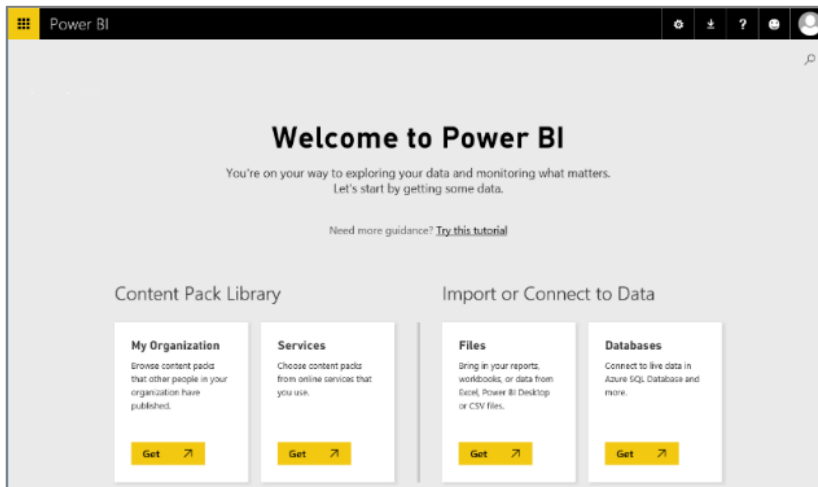 Power BI
?
Welcome to Power BI
You're on your way to exploring your data and monitoring what matters.
Let's start by getting some data.
Need more guidance? Try this tutorial
Content Pack Library
Import or Connect to Data
My Organization
Browse content packs
that other people in your
organization have
published.
Get
Services
Choose content packs
from online services that
you use.
Get
Files
Bring in your reports,
workbooks, or data from
Excel, Power BI Desktop
or CSV files.
Get
Databases
Connect to live data in
Azure SQL Database and
more.
Get